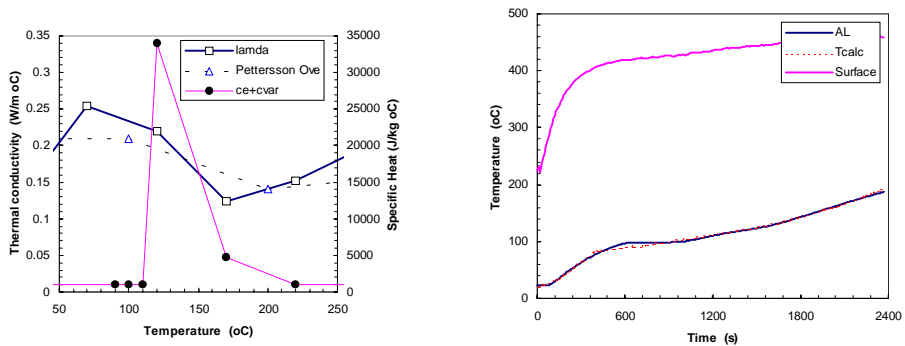 Thermal conductivity (W/m oC)
0.35
0.3
0.25
0.2
0.15
0.1
0.05
0
lamda
Pettersson Ove
ce+cvar
35000
30000
25000
20000
15000
10000
5000
0
Specific Heat (J/kg oC)
50
100
150
200
250
Temperature (oC)
Temperature (oC)
500
400
300
200
100
0
AL
Tcalc
Surface
0
600
1200
1800
2400
Time (s)